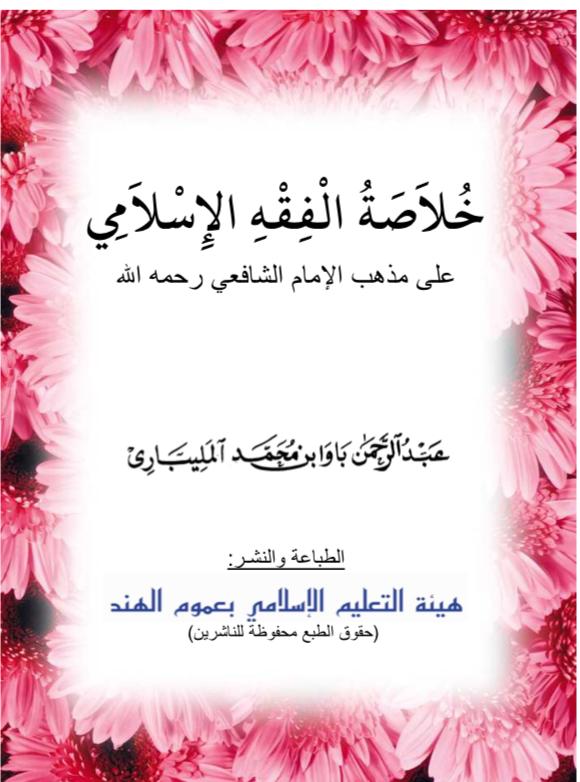 خُلاَصَةُ الْفِقْهِ الإِسْلاَمِي
على مذهب الإمام الشافعي رحمه الله
عَبْدُ الرَّحْمَنِ بَاوَا ابن مُحَمَّد المَلِيبَارِى
الطباعة والنشر:
هيئة التعليم الإسلامي بعموم الهند
(حقوق الطبع محفوظة للناشرين)